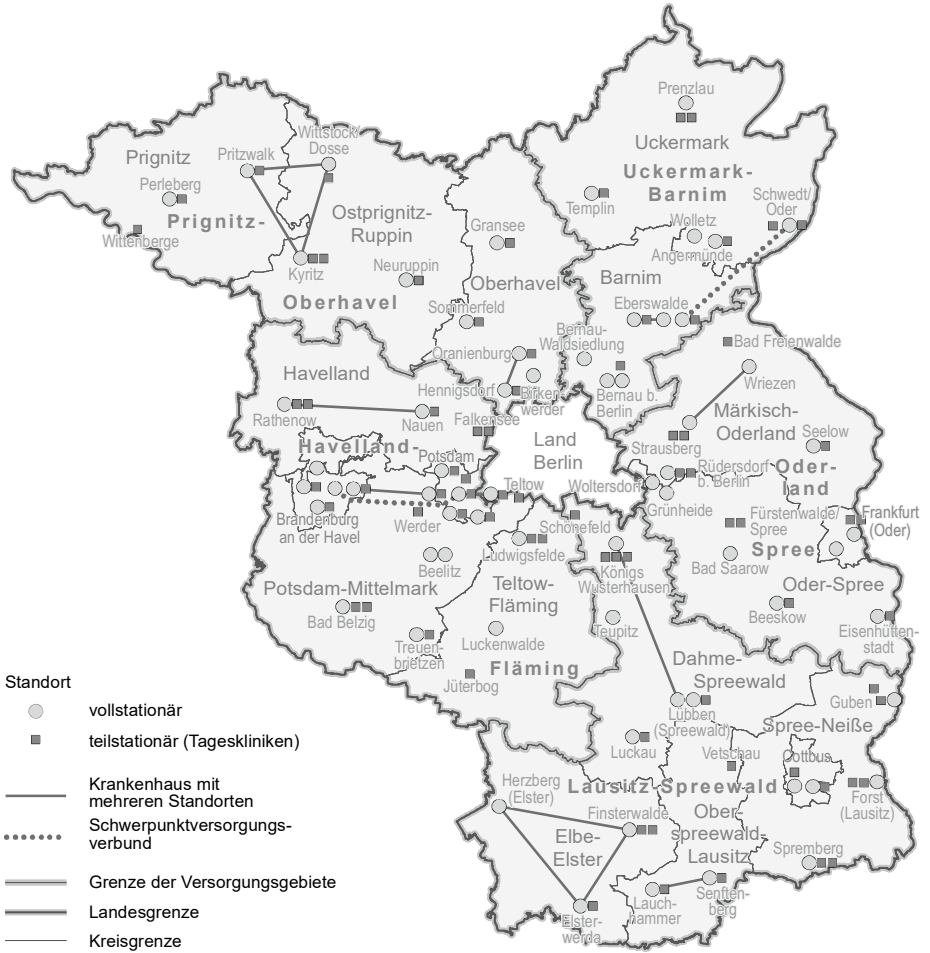 Prenzlau
Uckermark
Uckermark-
Barnim
Wittstock/
Dosse
Prignitz
Pritzwalk
Perleberg
Prignitz-
Wittenberge
Ostprignitz-
Ruppin
Kyritz
Neuruppin
Oberhavel
Templin
Schwedt/
Oder
Wolletz
Angermünde
Gransee
Oberhavel
Barnim
Eberswalde
Sommerfeld
Bernau-
Waldsiedlung
Oranienburg
Bad Freienwalde
Havelland
Hennigsdorf
Birken-
werder
Bernau b.
Berlin
Wriezen
Rathenow
Nauen
Falkensee
Märkisch-
Oderland
Strausberg
Seelow
Havelland-
Potsdam
Land
Berlin
Oder-
land
Rüdersdorf
b. Berlin
Woltersdorf
Teltow
Grünheide
Brandenburg
an der Havel
Werder
Schönefeld
Fürstenwalde/
Spree
Frankfurt
(Oder)
Ludwigsfelde
Spree
Beelitz
Königs
Wusterhausen
Bad Saarow
Potsdam-Mittelmark
Teltow-
Fläming
Oder-Spree
Bad Belzig
Beeskow
Luckenwalde
Teupitz
Eisenhütten-
stadt
Treuen-
brietzen
Fläming
Jüterbog
Dahme-
Spreewald
Guben
Lübben
(Spreewald)
Spree-Neiße
Luckau
Vetschau
Cottbus
Herzberg
(Elster)
Lausitz-Spreewald
Forst
(Lausitz)
Finsterwalde
Ober-
spreewald-
Lausitz
Elbe-
Elster
Spremberg
Lauch-
hammer
Senften-
berg
Elster-
werda
Standort
vollstationär
teilstationär (Tageskliniken)
Krankenhaus mit
mehreren Standorten
Schwerpunktversorgungs-
verbund
Grenze der Versorgungsgebiete
Landesgrenze
Kreisgrenze